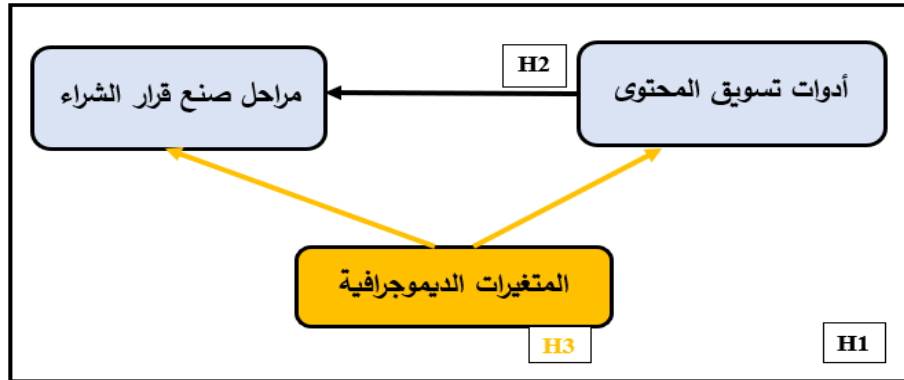 H2
أدوات تسويق المحتوى
مراحل صنع قرار الشراء
المتغيرات الديموجرافية
H3
H1